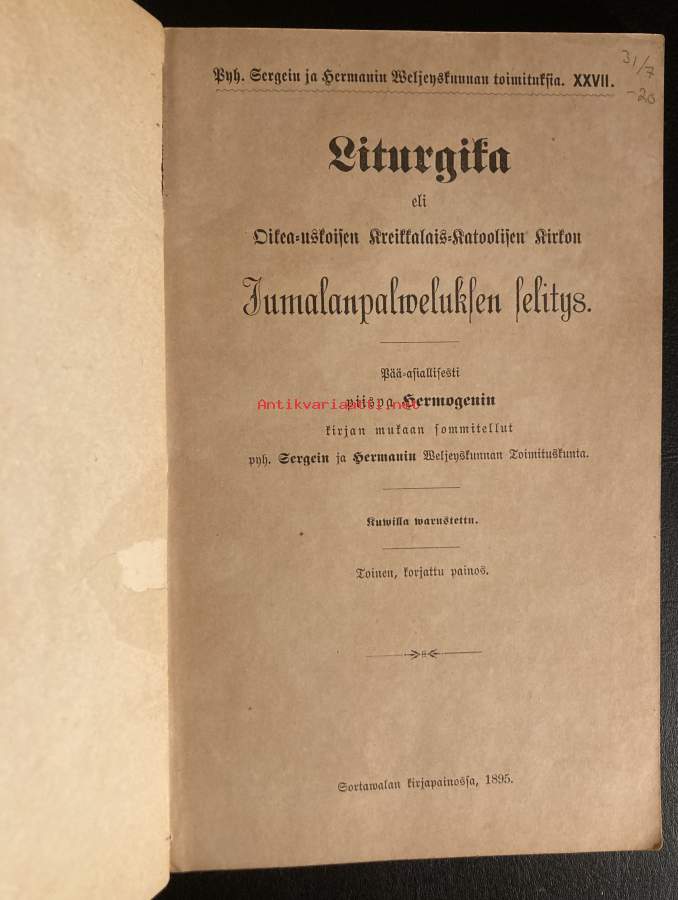 Pyh. Sergein ja Hermanin Weljeyskunnan toimituksia. XXVII.
31/7
-20
Liturgika
eli
Oikea=uskoisen Kreikkalais=Katoolisen Kirkon
Jumalanpalweluksen selitys.
Pää=asiallisesti
piispa Hermogenin
Antikvariaatti.net
kirjan mukaan sommitellut
pyh. Sergein ja Hermanin Weljeyskunnan Toimituskunta.
Kuwilla warustettu.
Toinen, korjattu painos.
Sortawalan kirjapainossa, 1895.